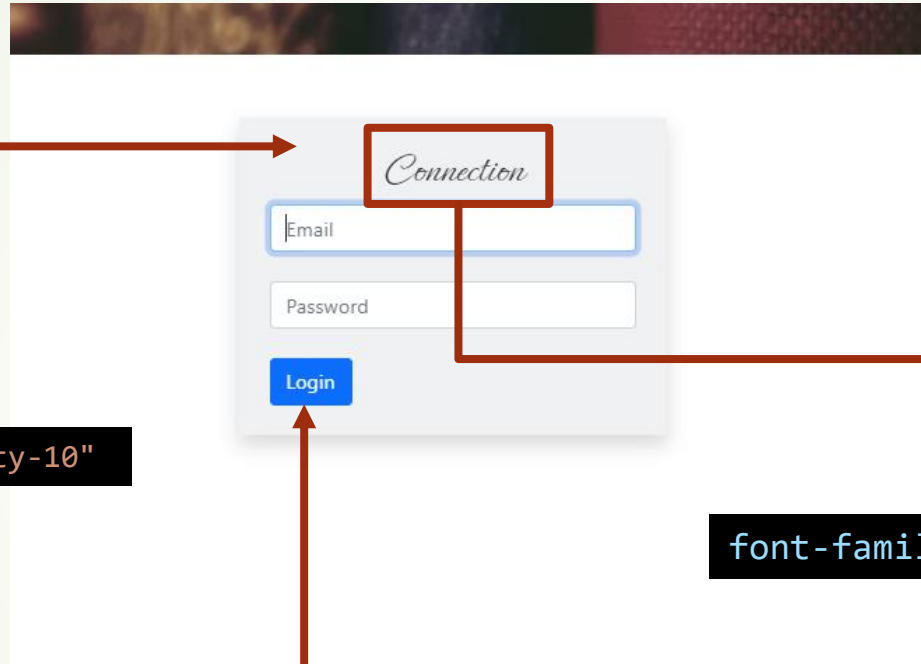 Connection
Email
Password
Login
ty-10"
font-famil